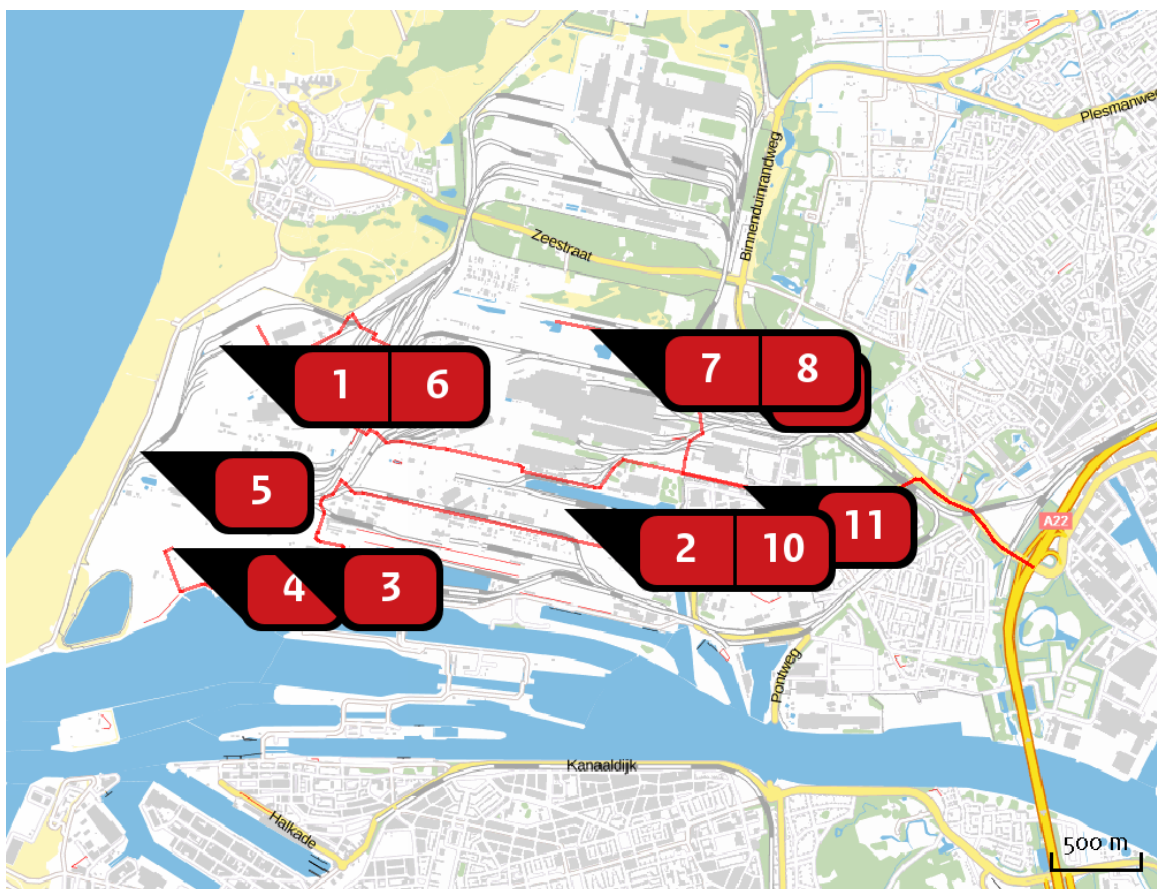 Plesmanweg
Binnenduinrandweg
Zeestraat
1 6
7 8
5
2 10
11
A22
4
3
Pontweg
Kanaaldijk
Halkade
500 m